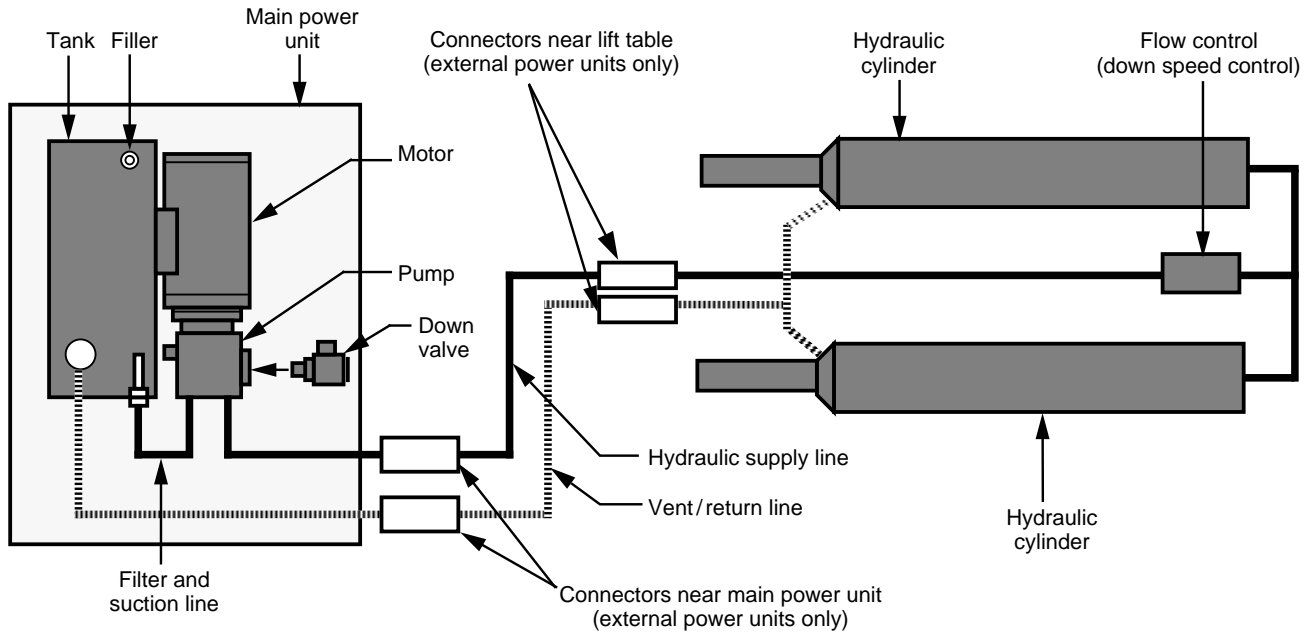 Main power
unit
Tank
Filler
Connectors near lift table
(external power units only)
Hydraulic
cylinder
Flow control
(down speed control)
Motor
Pump
Down
valve
Hydraulic supply line
Vent/return line
Hydraulic
cylinder
Filter and
suction line
Connectors near main power unit
(external power units only)